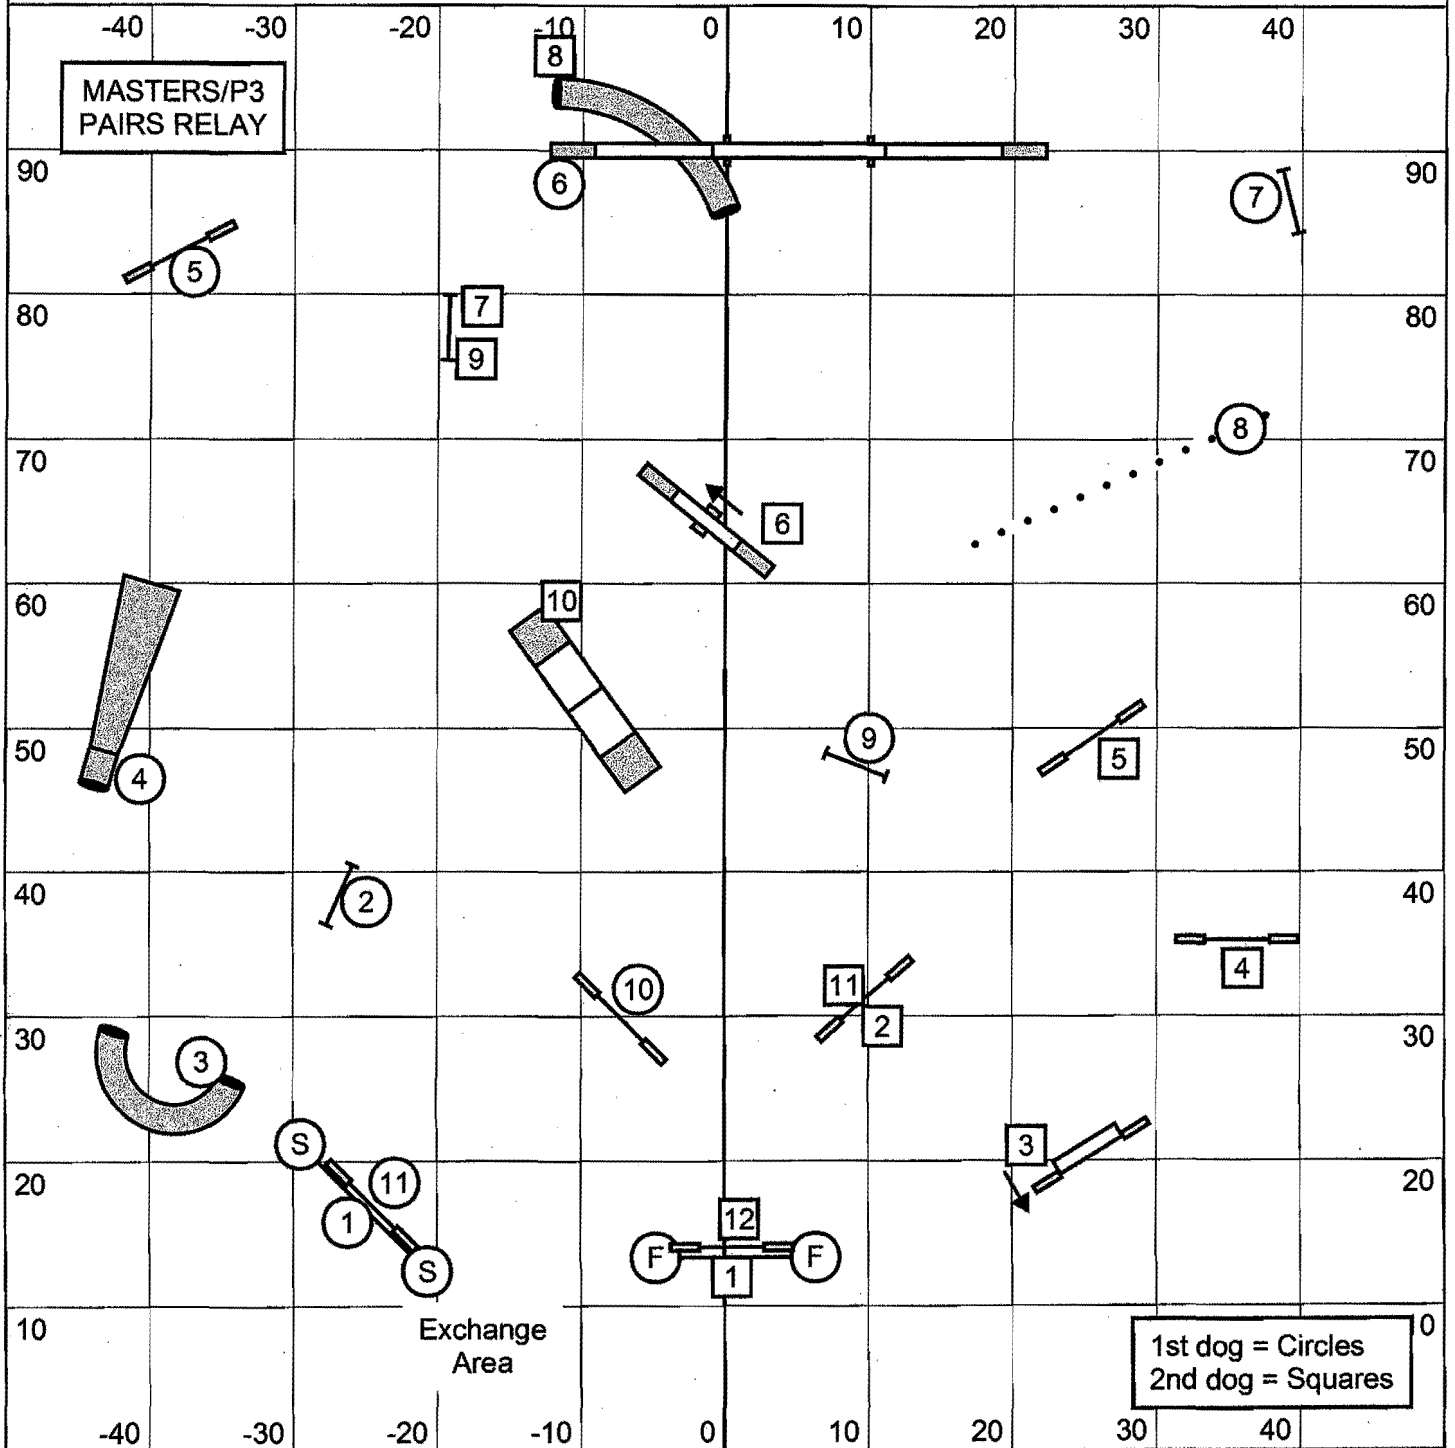 -40 -30 -20 -10 0 10 20 30 40
8
MASTERS/P3
PAIRS RELAY
90 6 7 90
5
80 7 80
9
8
70 70
6
60 10 60
50 9 5 50
4
40 2 40
10 11 4
30 2 30
3
S 3
20 11 20
1 12
F F
S 1
10 0
Exchange
Area
1st dog = Circles
2nd dog = Squares
-40 -30 -20 -10 0 10 20 30 40